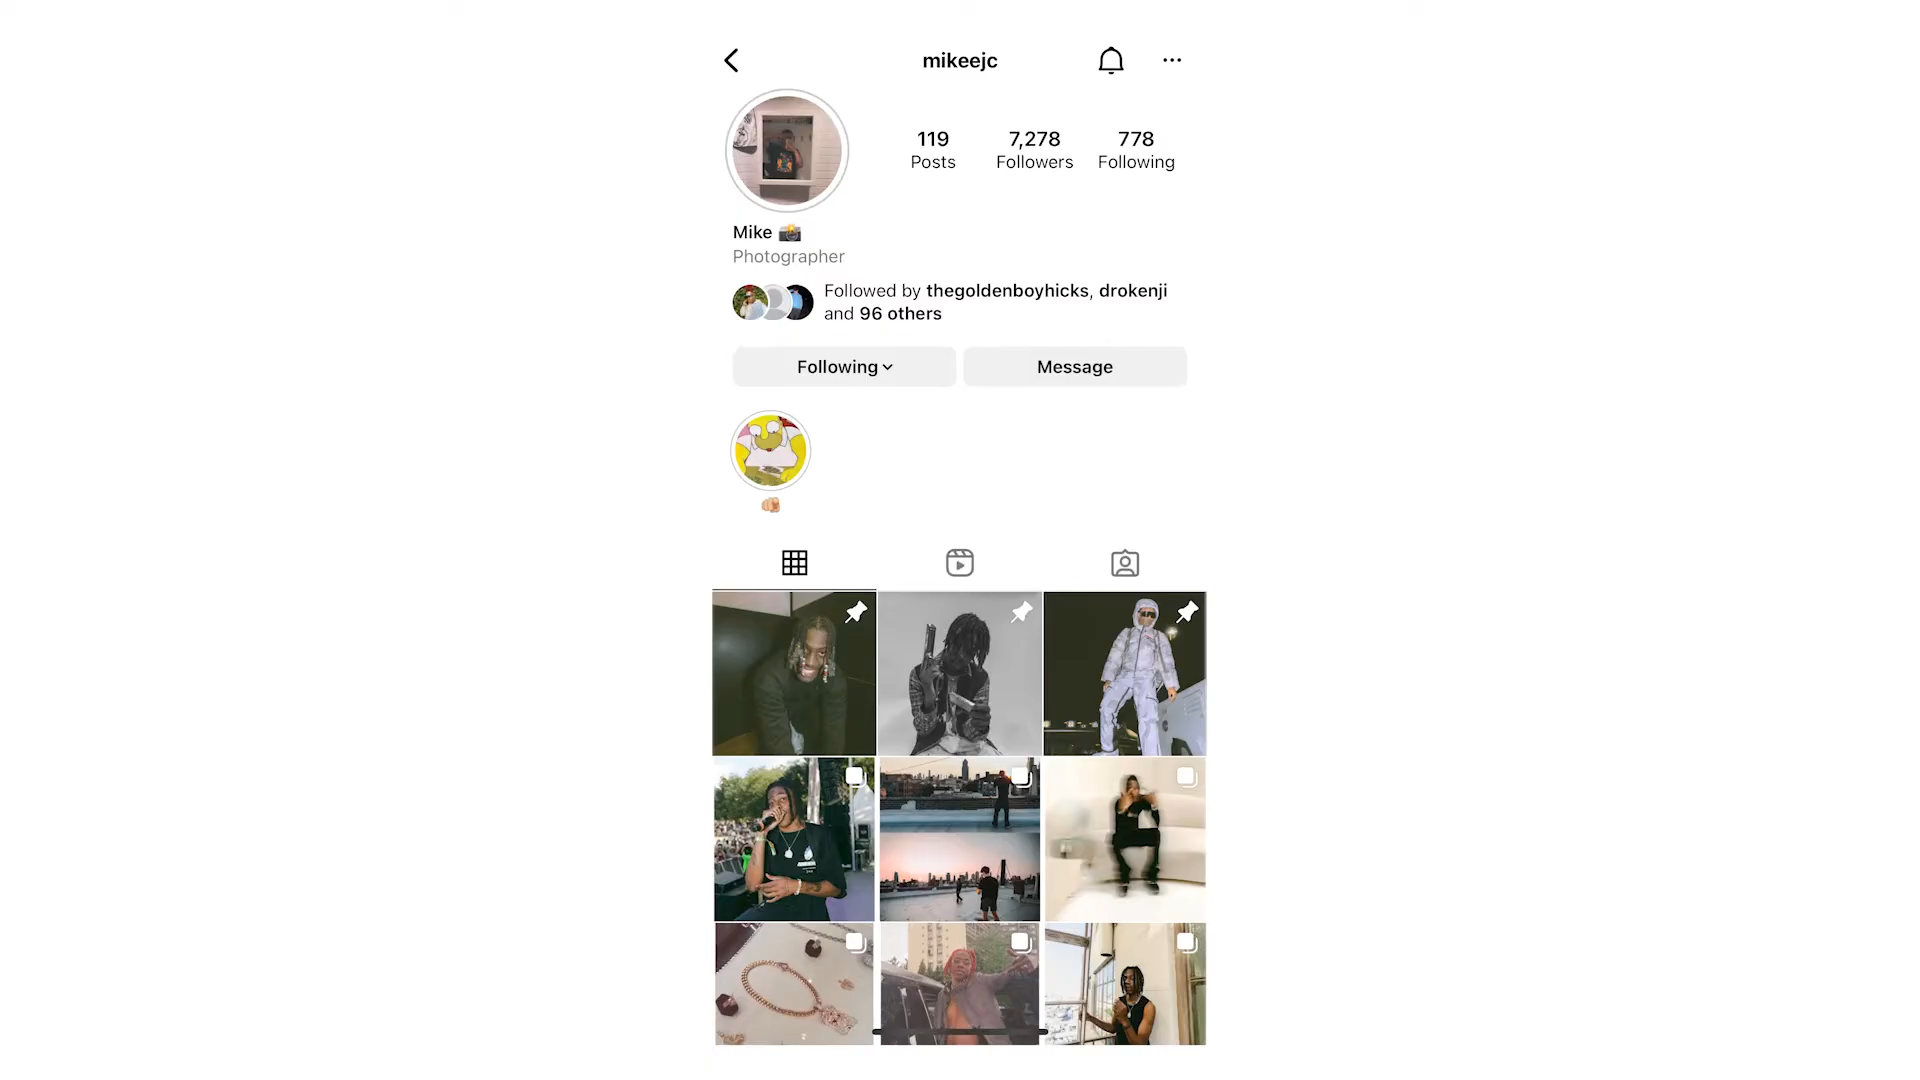 mikeejc
119 7,278 778
Posts Followers Following
Mike
Photographer
Followed by thegoldenboyhicks, drokenji
and 96 others
Following Message